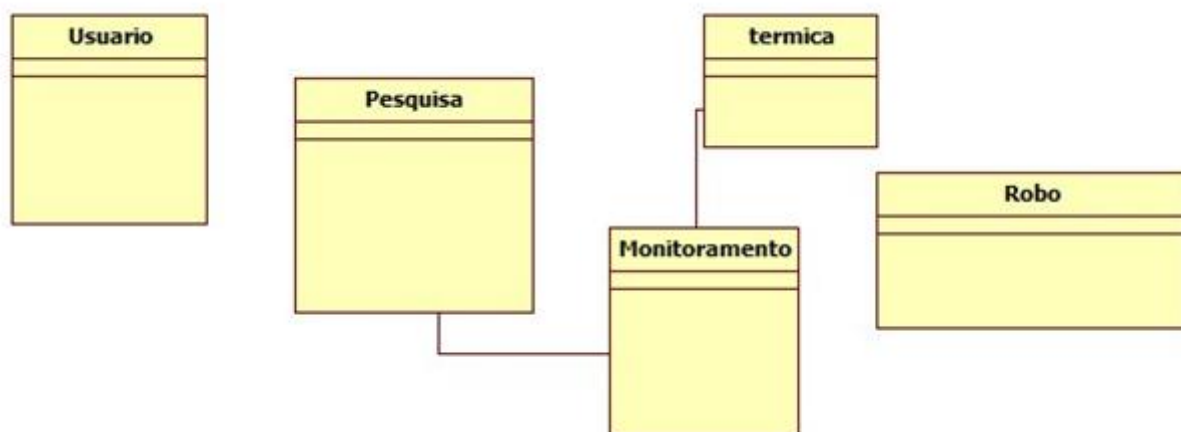 Usuario
termica
Pesquisa
Robo
Monitoramento